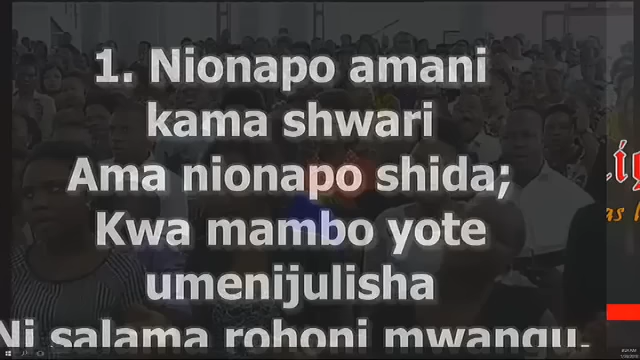 1. Nionapo amani
kama shwari
Ama nionapo shida;
Kwa mambo yote
umenijulisha
Ni salama rohoni mwangu.